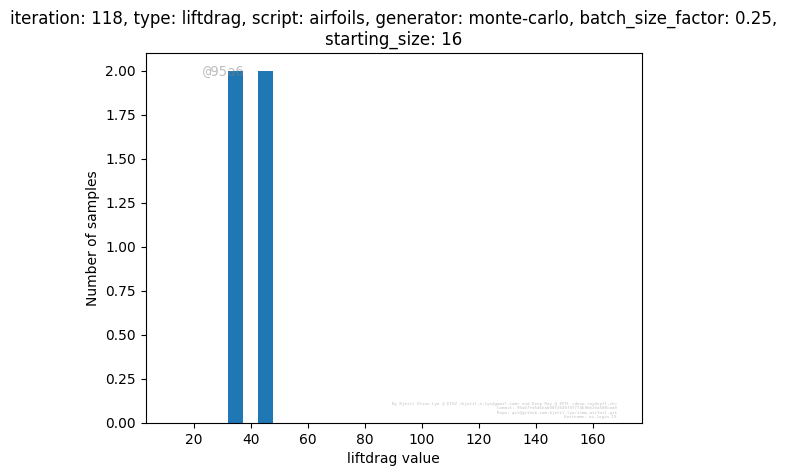 iteration: 118, type: liftdrag, script: airfoils, generator: monte-carlo, batch_size_factor: 0.25,
starting_size: 16
@95a6
2.00
1.75
1.50
1.25
1.00
0.75
0.50
0.25
0.00
Number of samples
20 40 60 80 100 120 140 160
liftdrag value